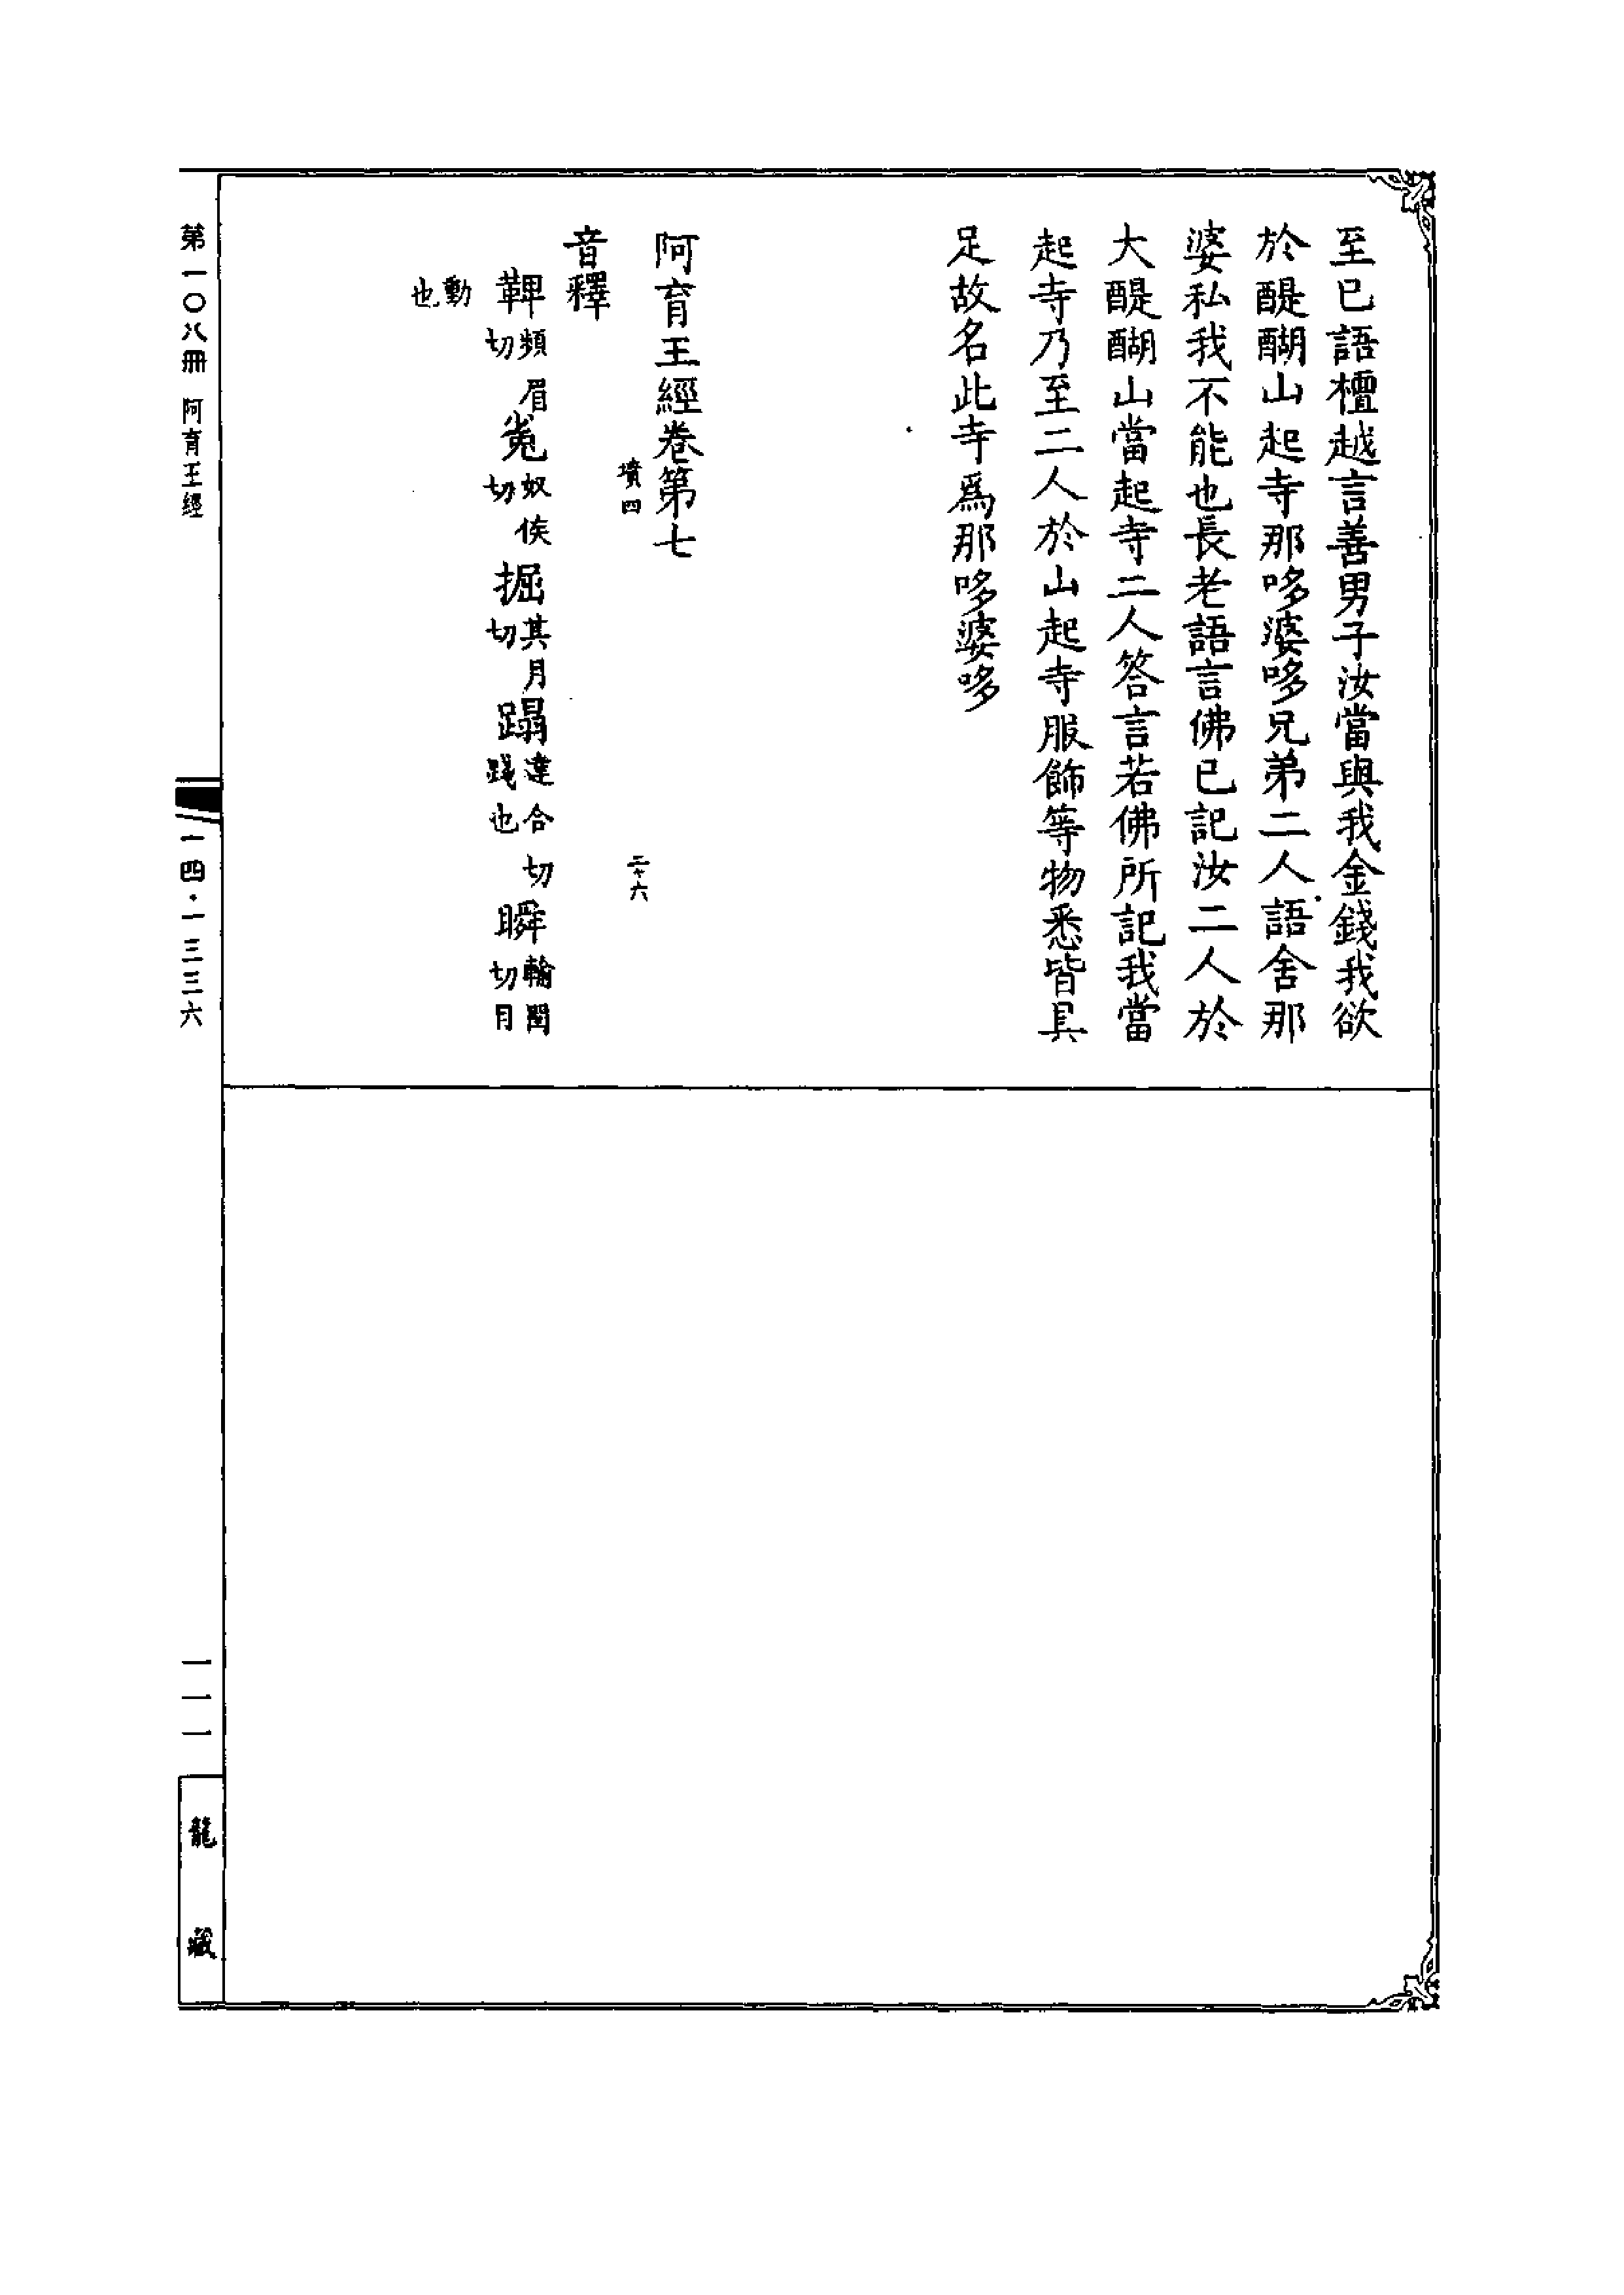 至已語檀越言善男子汝當與我金錢我欲
於醍醐山起寺那哆婆哆兄弟二人語舍那
婆私我不能也長老語言佛已記汝二人於
大醍醐山當起寺二人答言若佛所記我當
起寺乃至二人於山起寺服飾等物悉皆具
足故名此寺爲那哆婆哆
阿育王經卷第七
墳四 二十六
音釋
鞞頻眉切㝹奴侯切掘其月切蹋達合切踐也瞬輸閏切目
動也
第一〇八冊 阿育王經
一四·一三三六
一一一
龍藏